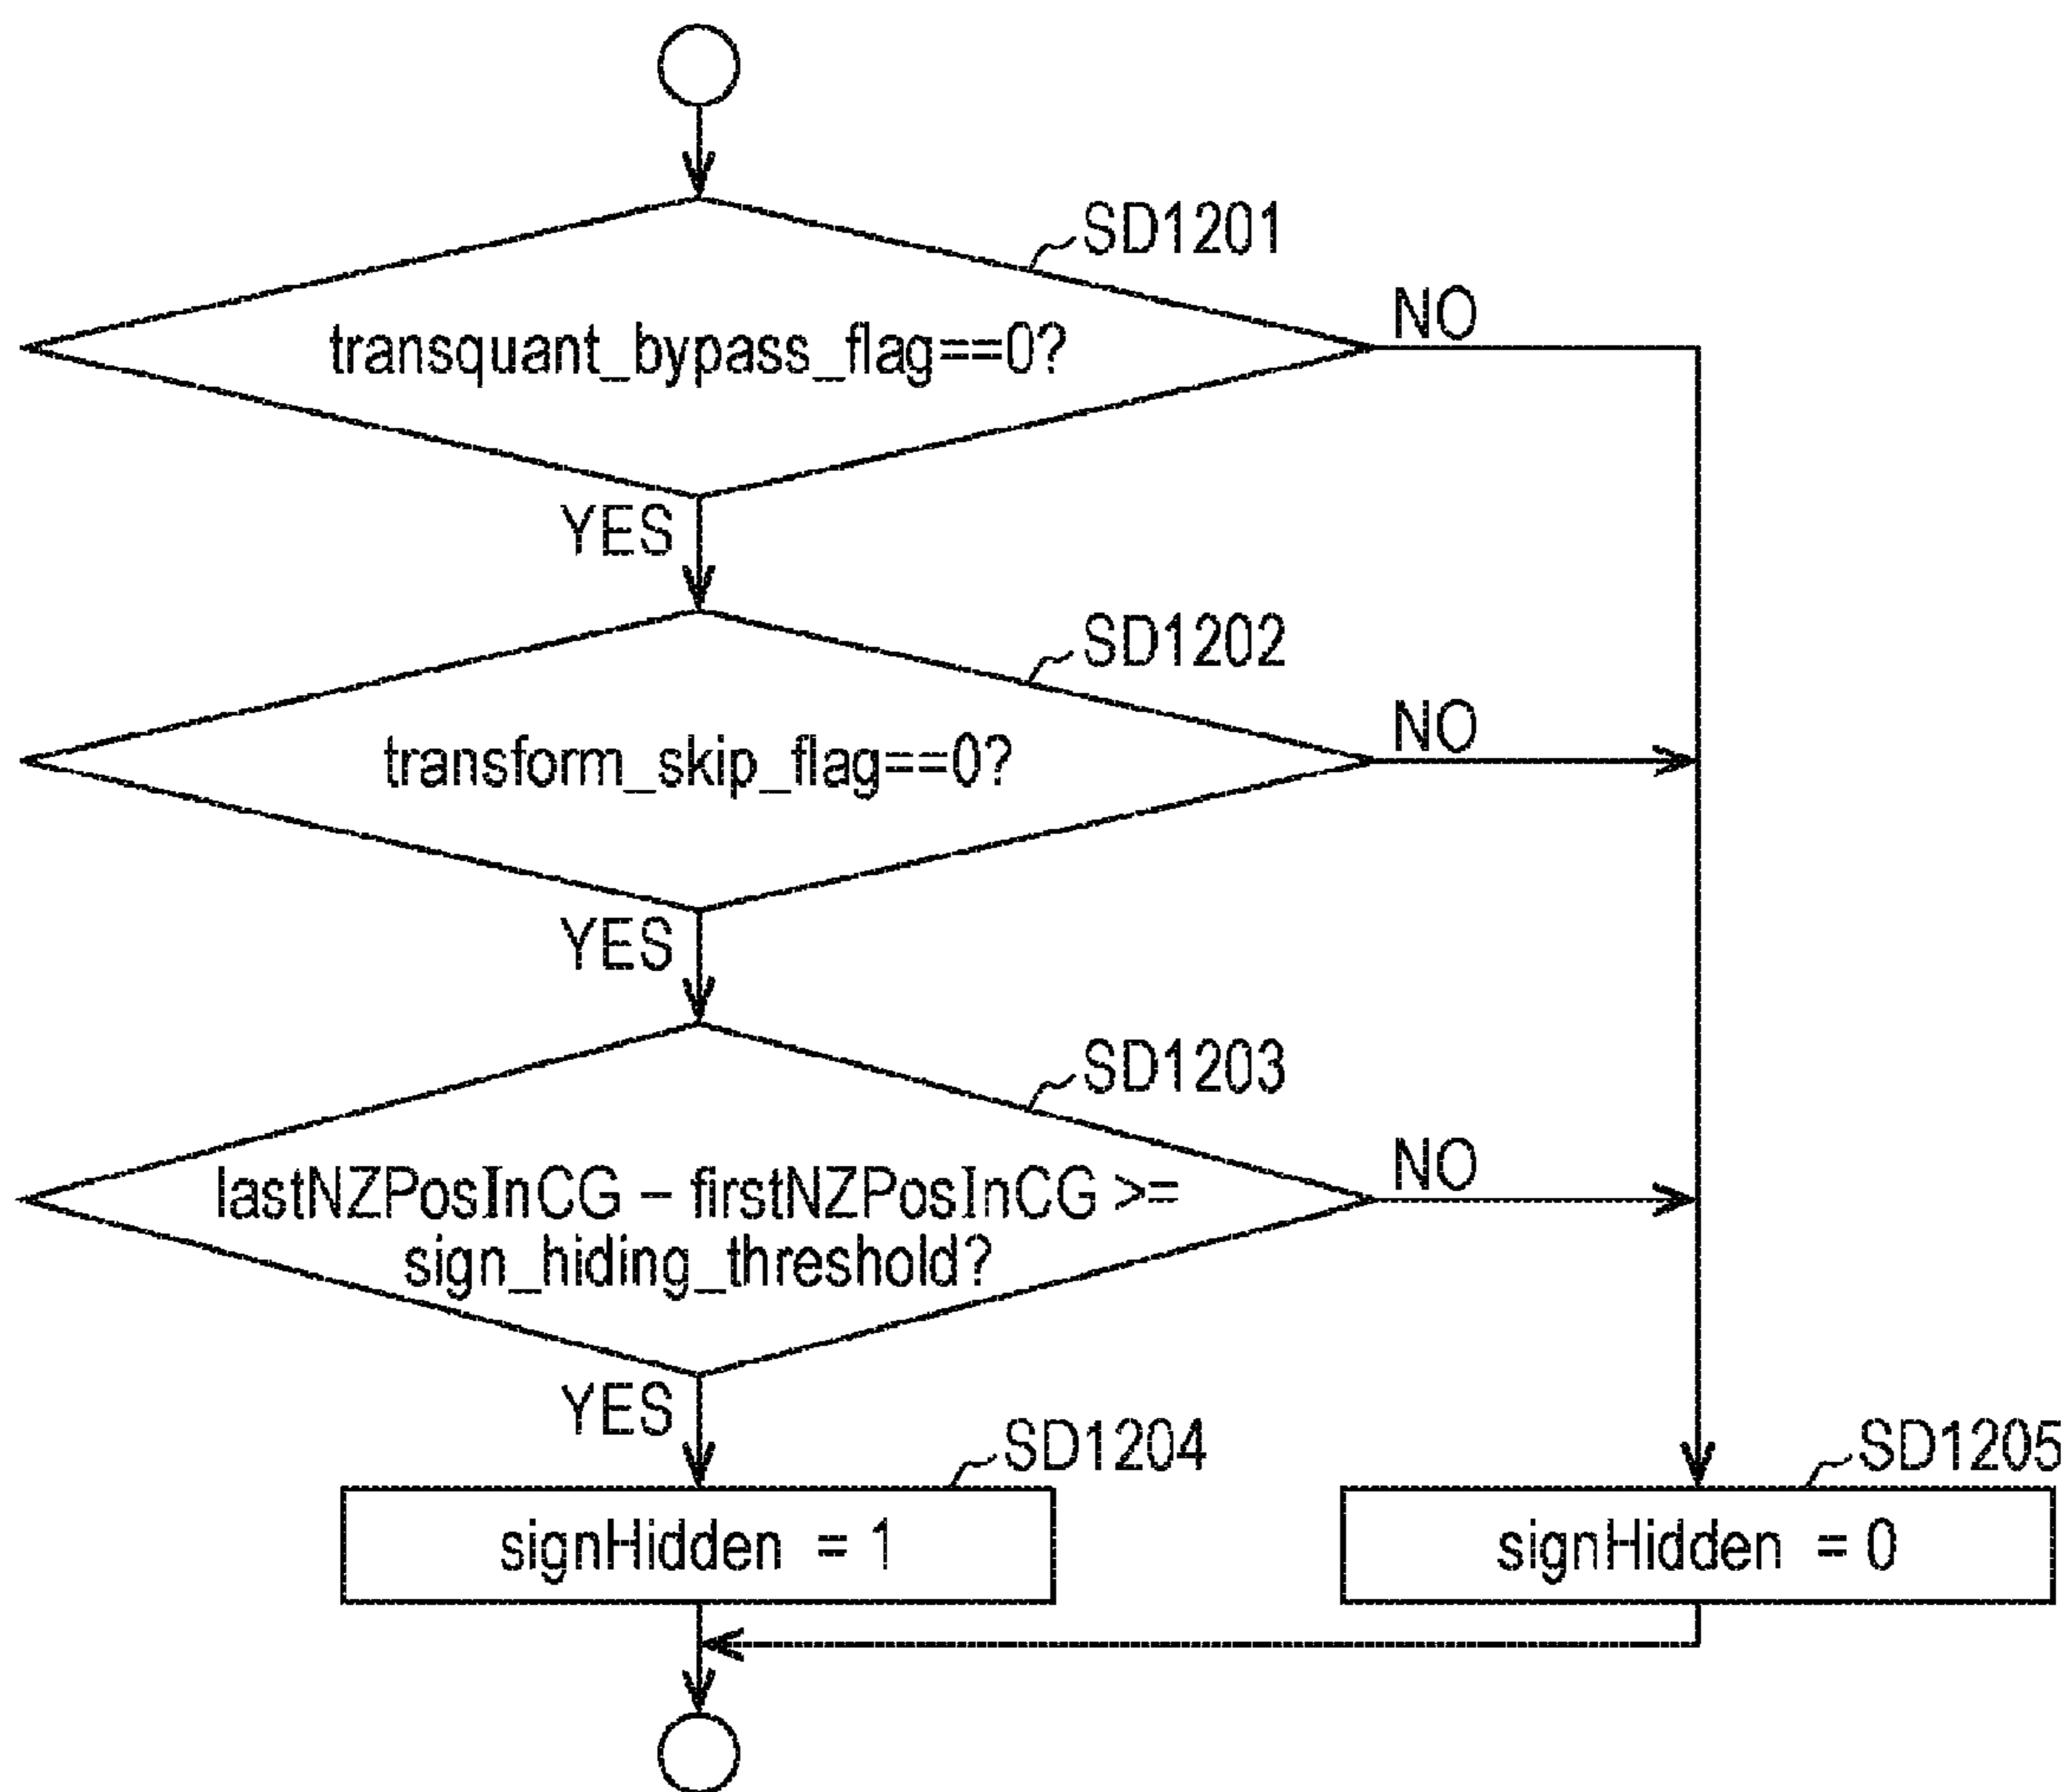 SD1201
transquant_bypass_flag==0?
NO
YES
SD1202
transform_skip_flag==0?
NO
YES
SD1203
lastNZPosInCG – firstNZPosInCG >=
sign_hiding_threshold?
NO
YES
SD1204
signHidden = 1
SD1205
signHidden = 0